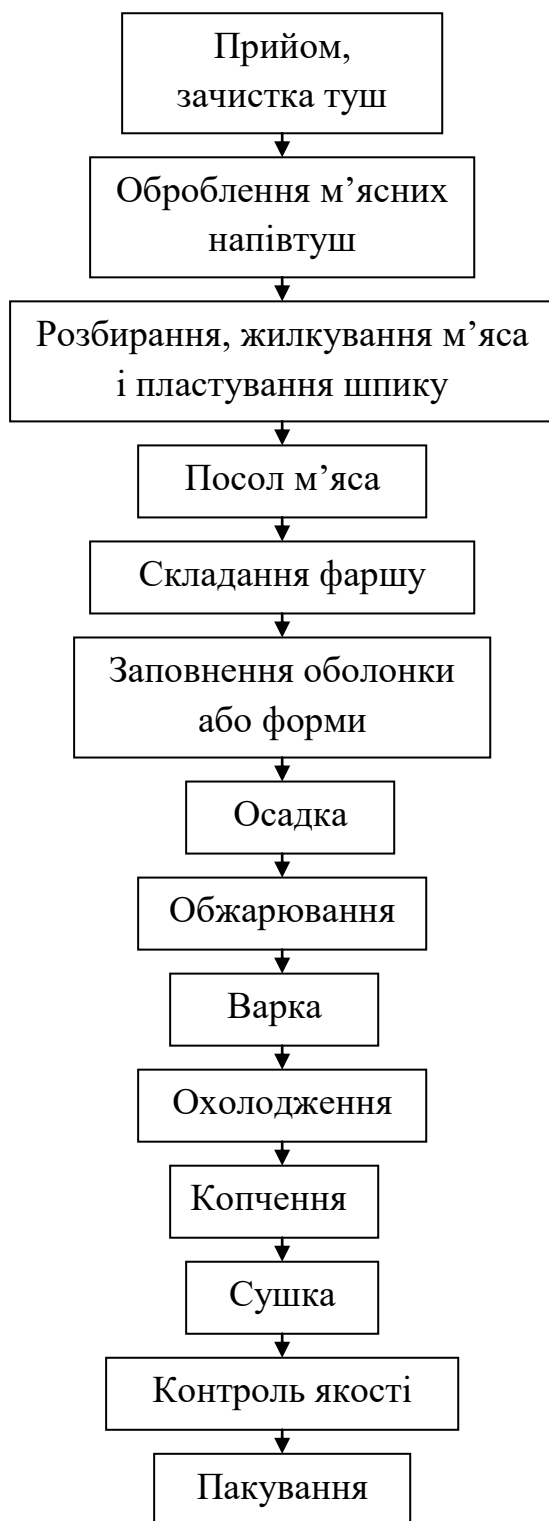 Прийом,
зачистка туш
Оброблення м’ясних
напівтуш
Розбирання, жилкування м’яса
і пластування шпику
Посол м’яса
Складання фаршу
Заповнення оболонки
або форми
Осадка
Обжарювання
Варка
Охолодження
Копчення
Сушка
Контроль якості
Пакування